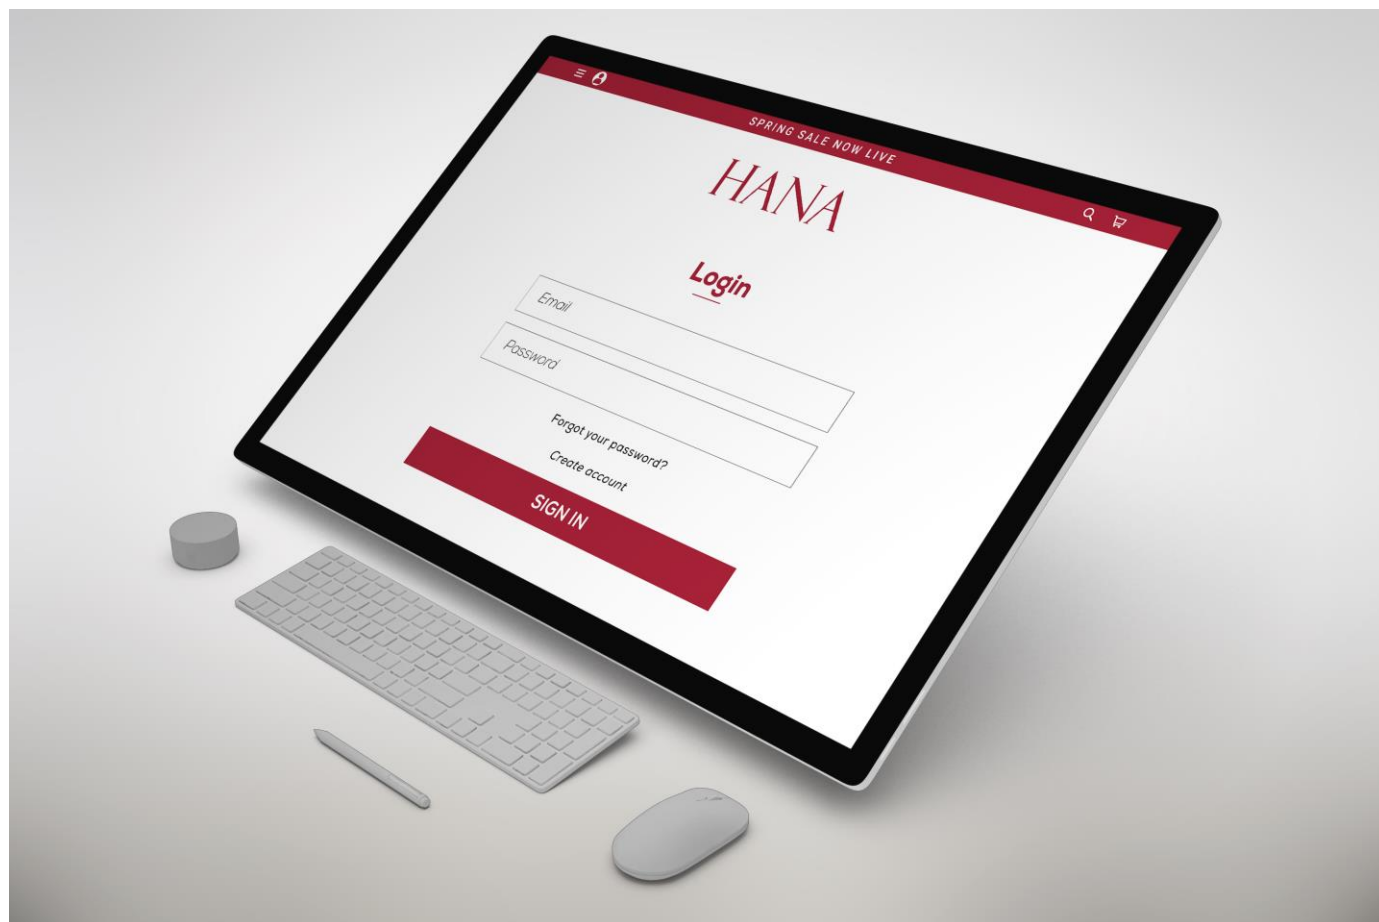 SPRING SALE NOW LIVE
HANA
Login
Email
Password
Forgot your password?
Create account
SIGN IN